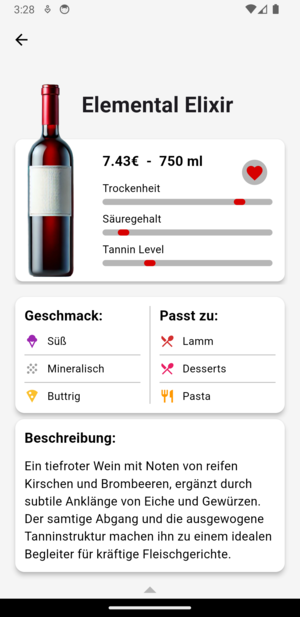 3:28
Elemental Elixir
7.43€ - 750 ml
Trockenheit
Säuregehalt
Tannin Level
Geschmack:
Passt zu:
Süß
Lamm
Mineralisch
Desserts
Buttrig
Pasta
Beschreibung:
Ein tiefroter Wein mit Noten von reifen
Kirschen und Brombeeren, ergänzt durch
subtile Anklänge von Eiche und Gewürzen.
Der samtige Abgang und die ausgewogene
Tanninstruktur machen ihn zu einem idealen
Begleiter für kräftige Fleischgerichte.